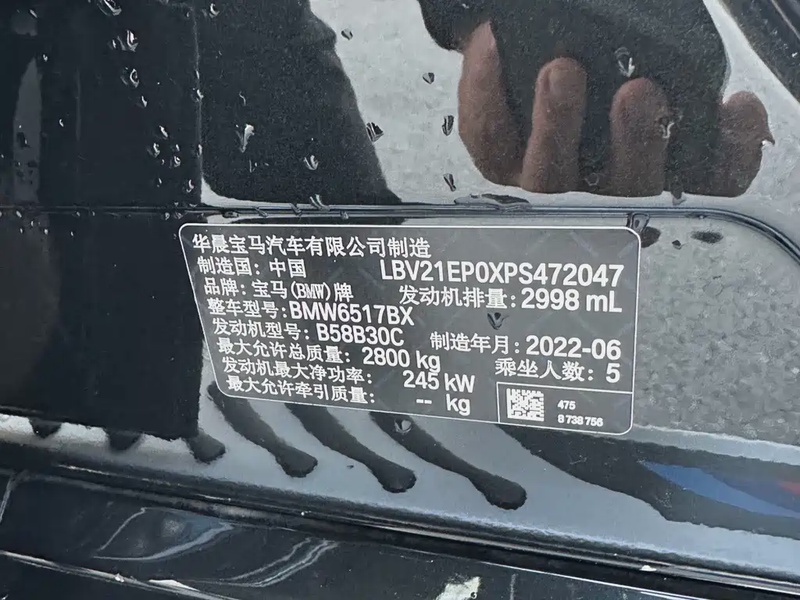 华晨宝马汽车有限公司制造
制造国: 中国 LBV21EP0XPS472047
品牌: 宝马(BMW)牌 发动机排量: 2998 mL
整车型号: BMW6517BX
发动机型号: B58B30C 制造年月: 2022-06
最大允许总质量: 2800 kg 乘坐人数: 5
发动机最大净功率: 245 kW
最大允许牵引质量: -- kg
475
8 738 756